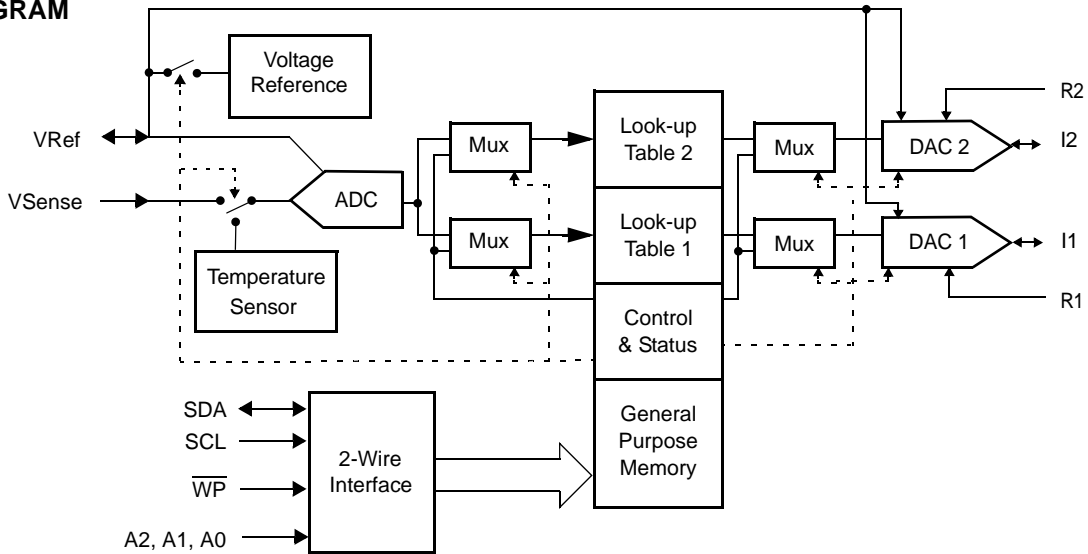 GRAM
Voltage
Reference
R2
VRef
Mux
Look-up
Table 2
Mux
DAC 2
I2
VSense
ADC
Mux
Look-up
Table 1
Mux
DAC 1
I1
Temperature
Sensor
R1
Control
& Status
SDA
SCL
WP
A2, A1, A0
2-Wire
Interface
General
Purpose
Memory